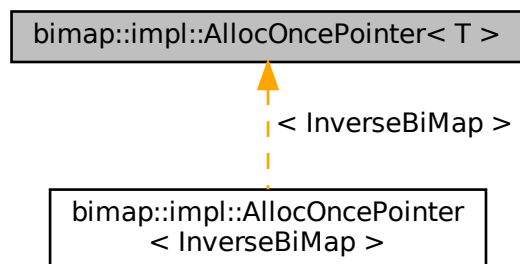 bimap::impl::AllocOncePointer< T >
< InverseBiMap >
bimap::impl::AllocOncePointer
< InverseBiMap >